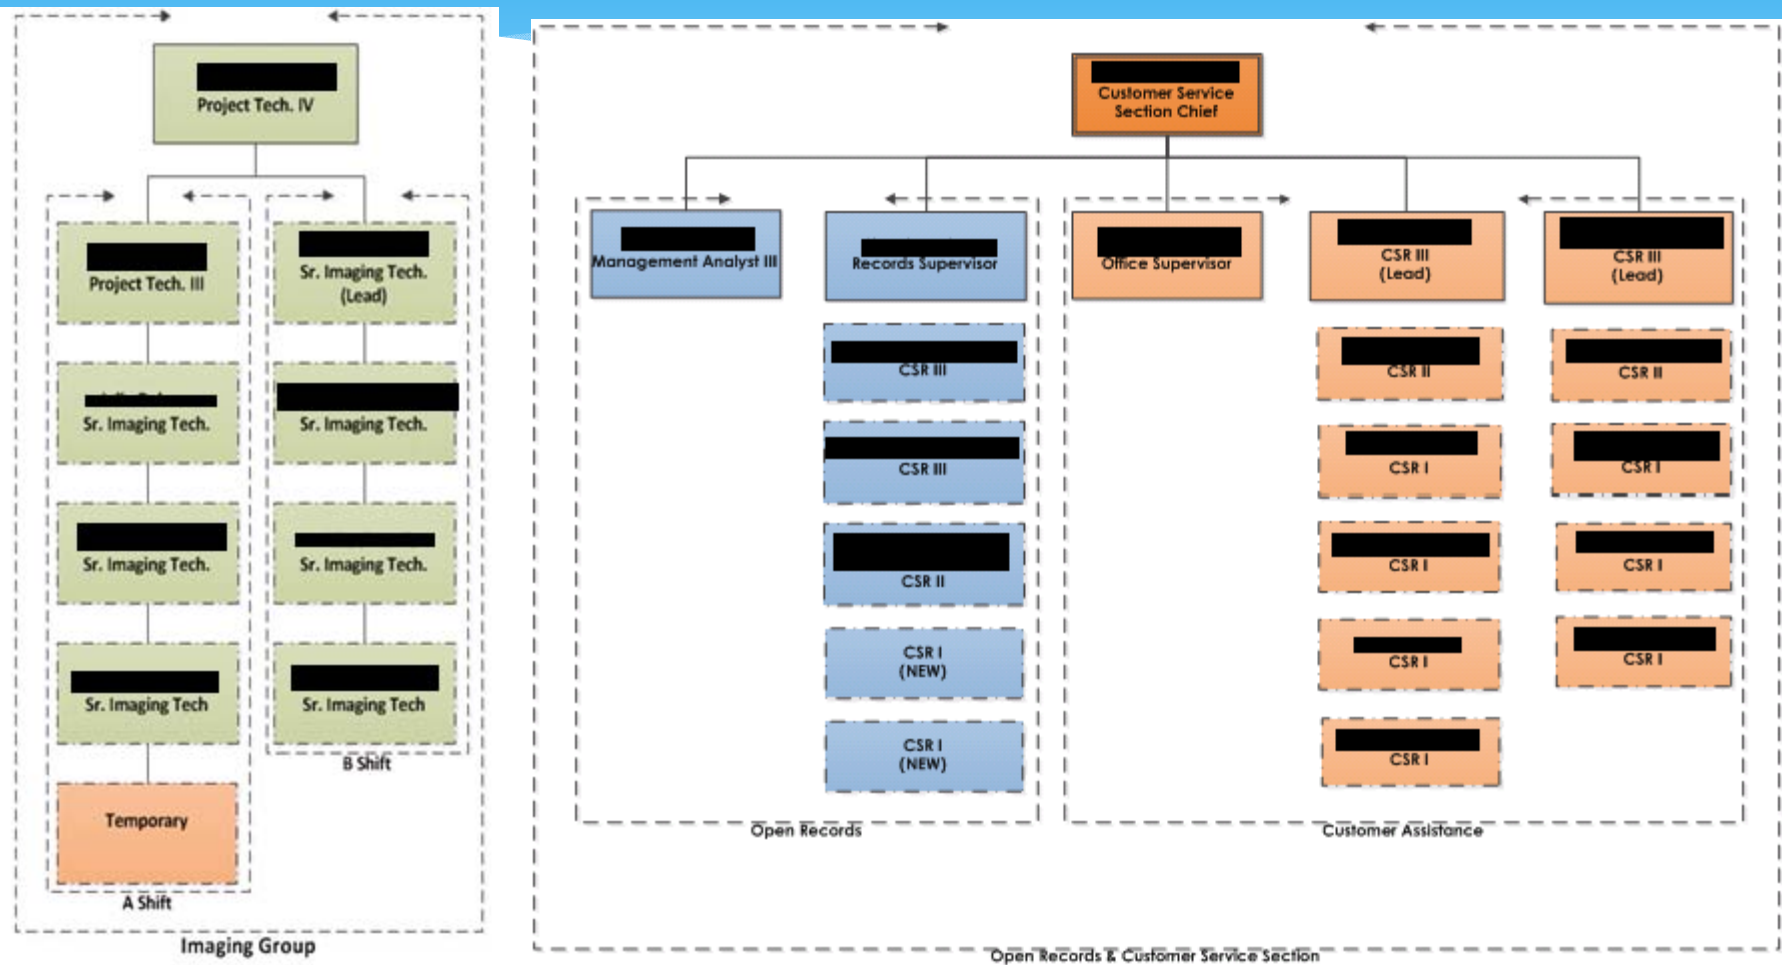 Project Tech. IV
Project Tech. III
Sr. Imaging Tech.
(Lead)
Sr. Imaging Tech.
Sr. Imaging Tech.
Sr. Imaging Tech.
Sr. Imaging Tech.
Sr. Imaging Tech
Sr. Imaging Tech
Temporary
A Shift
B Shift
Imaging Group
Customer Service
Section Chief
Management Analyst III
Records Supervisor
Office Supervisor
CSR III
(Lead)
CSR III
(Lead)
CSR III
CSR III
CSR II
CSR I
(NEW)
CSR I
(NEW)
CSR II
CSR I
CSR I
CSR I
CSR I
CSR II
CSR I
CSR I
CSR I
Open Records
Customer Assistance
Open Records & Customer Service Section